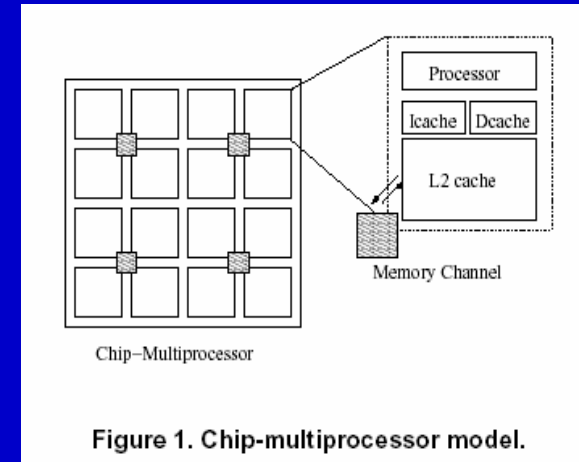 Processor
Icache Dcache
L2 cache
Memory Channel
Chip-Multiprocessor
Figure 1. Chip-multiprocessor model.